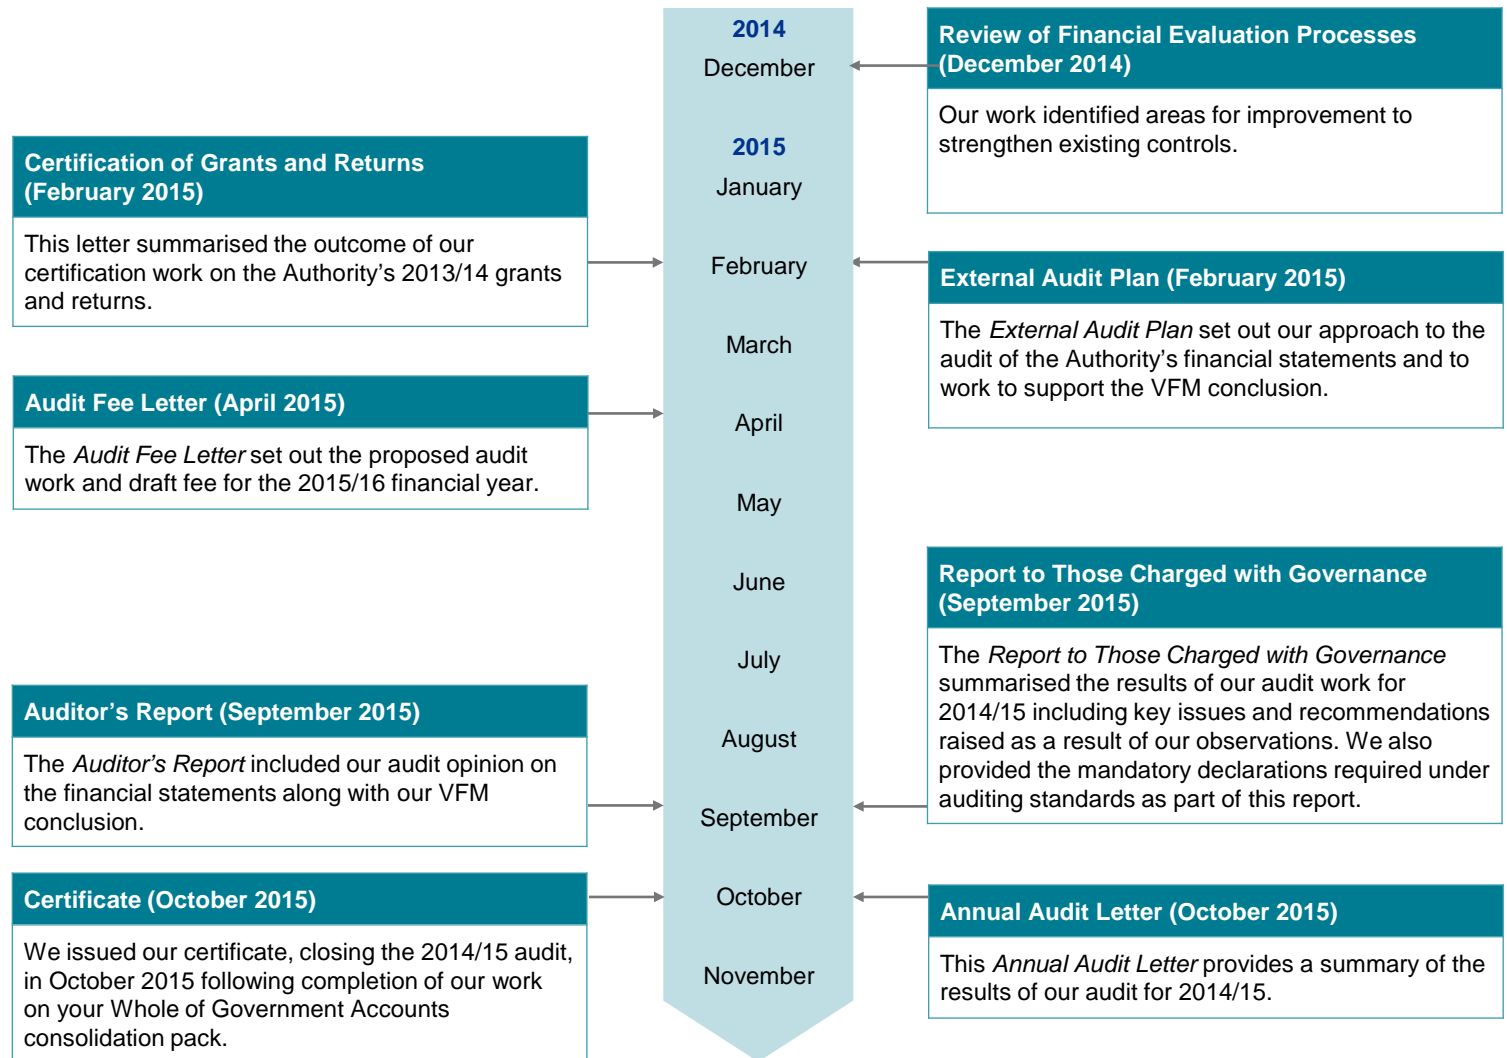 2014
December
2015
January
February
March
April
May
June
July
August
September
October
November
Certification of Grants and Returns
(February 2015)
This letter summarised the outcome of our
certification work on the Authority's 2013/14 grants
and returns.
Audit Fee Letter (April 2015)
The Audit Fee Letter set out the proposed audit
work and draft fee for the 2015/16 financial year.
Auditor's Report (September 2015)
The Auditor's Report included our audit opinion on
the financial statements along with our VFM
conclusion.
Certificate (October 2015)
We issued our certificate, closing the 2014/15 audit,
in October 2015 following completion of our work
on your Whole of Government Accounts
consolidation pack.
Review of Financial Evaluation Processes
(December 2014)
Our work identified areas for improvement to
strengthen existing controls.
External Audit Plan (February 2015)
The External Audit Plan set out our approach to the
audit of the Authority's financial statements and to
work to support the VFM conclusion.
Report to Those Charged with Governance
(September 2015)
The Report to Those Charged with Governance
summarised the results of our audit work for
2014/15 including key issues and recommendations
raised as a result of our observations. We also
provided the mandatory declarations required under
auditing standards as part of this report.
Annual Audit Letter (October 2015)
This Annual Audit Letter provides a summary of the
results of our audit for 2014/15.